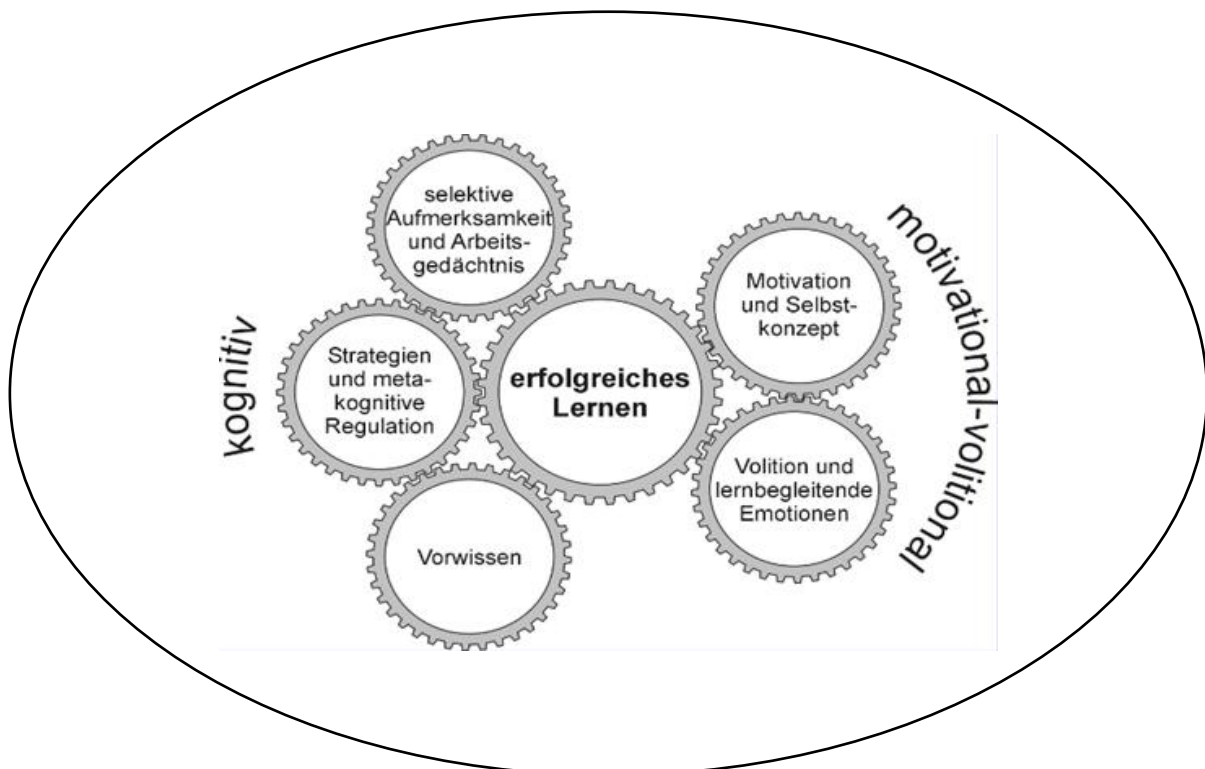 kognitiv
selektive
Aufmerksamkeit
und Arbeits-
gedächtnis
Strategien
und meta-
kognitive
Regulation
Vorwissen
erfolgreiches
Lernen
Motivation
und Selbst-
konzept
Volition und
lernbegleitende
Emotionen
motivational-volitional